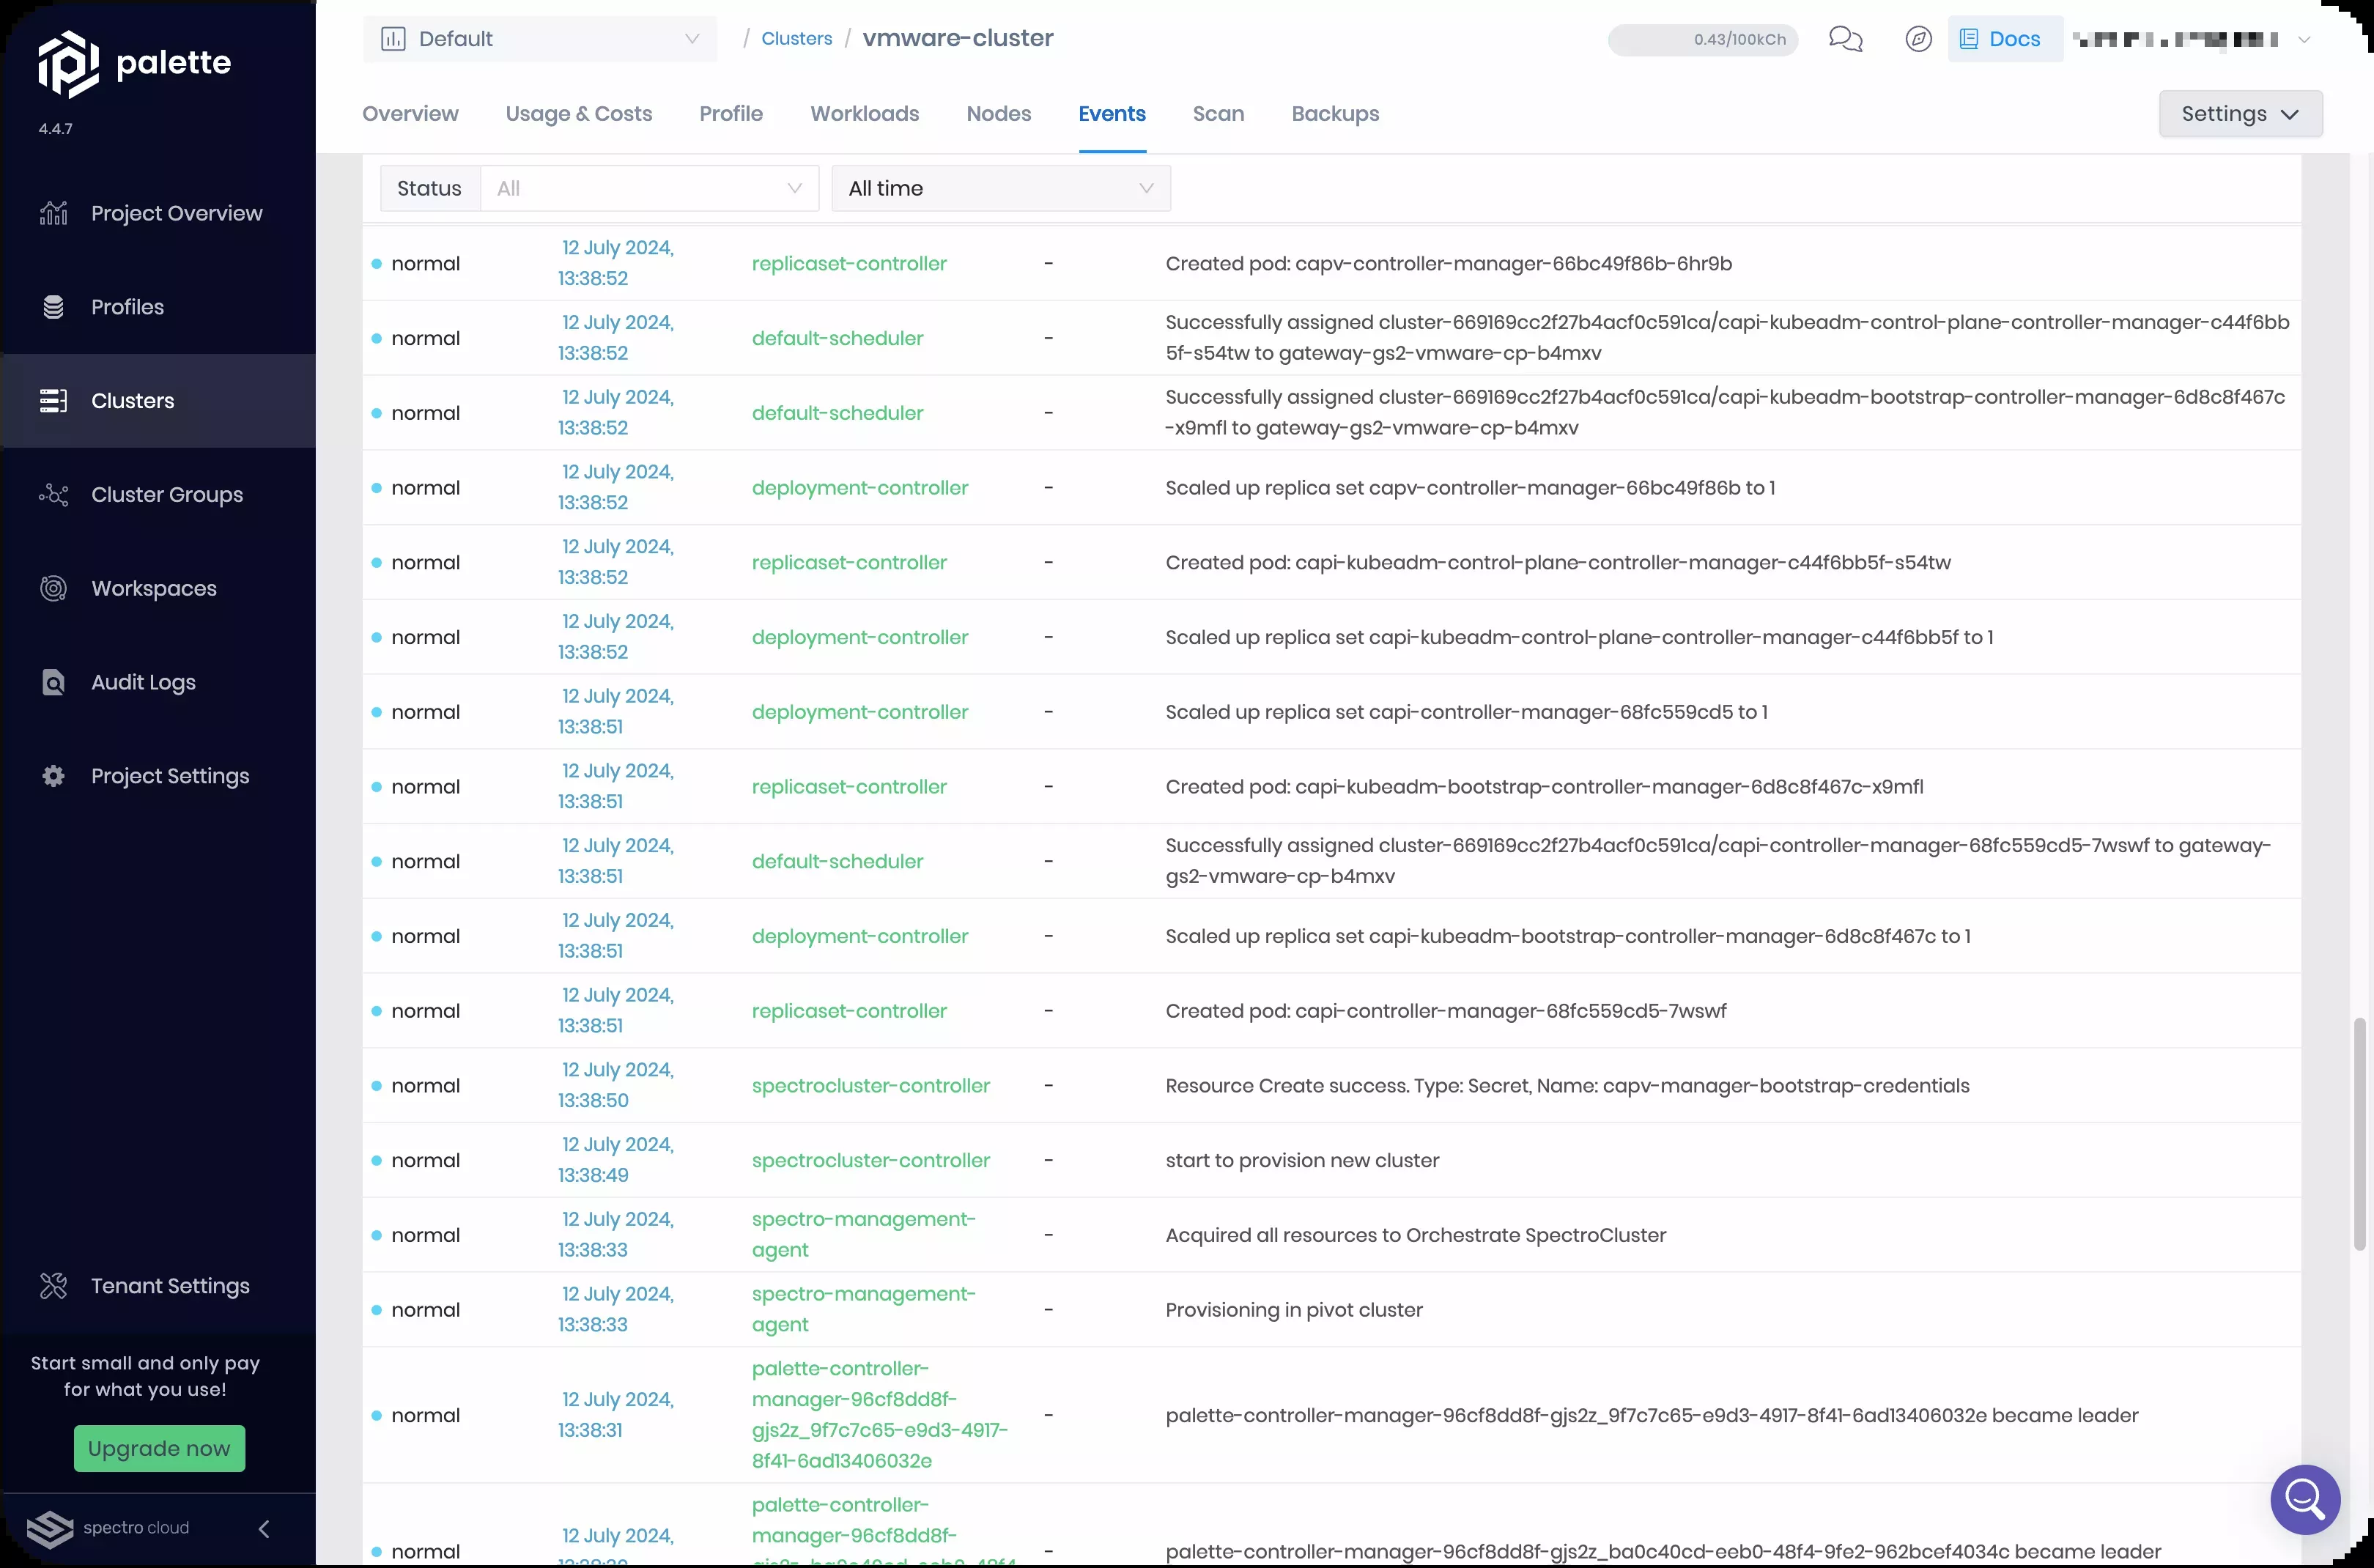 palette
4.4.7
Project Overview
Profiles
Clusters
Cluster Groups
Workspaces
Audit Logs
Project Settings
Tenant Settings
Start small and only pay
for what you use!
Upgrade now
spectro cloud
Default
/ Clusters / vmware-cluster
0.43/100kCh
Docs
Overview
Usage & Costs
Profile
Workloads
Nodes
Events
Scan
Backups
Settings
Status
All
All time
normal
12 July 2024,
13:38:52
replicaset-controller
-
Created pod: capv-controller-manager-66bc49f86b-6hr9b
normal
12 July 2024,
13:38:52
default-scheduler
-
Successfully assigned cluster-669169cc2f27b4acf0c591ca/capi-kubeadm-control-plane-controller-manager-c44f6bb
5f-s54tw to gateway-gs2-vmware-cp-b4mxv
normal
12 July 2024,
13:38:52
default-scheduler
-
Successfully assigned cluster-669169cc2f27b4acf0c591ca/capi-kubeadm-bootstrap-controller-manager-6d8c8f467c
-x9mfl to gateway-gs2-vmware-cp-b4mxv
normal
12 July 2024,
13:38:52
deployment-controller
-
Scaled up replica set capv-controller-manager-66bc49f86b to 1
normal
12 July 2024,
13:38:52
replicaset-controller
-
Created pod: capi-kubeadm-control-plane-controller-manager-c44f6bb5f-s54tw
normal
12 July 2024,
13:38:52
deployment-controller
-
Scaled up replica set capi-kubeadm-control-plane-controller-manager-c44f6bb5f to 1
normal
12 July 2024,
13:38:51
deployment-controller
-
Scaled up replica set capi-controller-manager-68fc559cd5 to 1
normal
12 July 2024,
13:38:51
replicaset-controller
-
Created pod: capi-kubeadm-bootstrap-controller-manager-6d8c8f467c-x9mfl
normal
12 July 2024,
13:38:51
default-scheduler
-
Successfully assigned cluster-669169cc2f27b4acf0c591ca/capi-controller-manager-68fc559cd5-7wswf to gateway-
gs2-vmware-cp-b4mxv
normal
12 July 2024,
13:38:51
deployment-controller
-
Scaled up replica set capi-kubeadm-bootstrap-controller-manager-6d8c8f467c to 1
normal
12 July 2024,
13:38:51
replicaset-controller
-
Created pod: capi-controller-manager-68fc559cd5-7wswf
normal
12 July 2024,
13:38:50
spectrocluster-controller
-
Resource Create success. Type: Secret, Name: capv-manager-bootstrap-credentials
normal
12 July 2024,
13:38:49
spectrocluster-controller
-
start to provision new cluster
normal
12 July 2024,
13:38:33
spectro-management-
agent
-
Acquired all resources to Orchestrate SpectroCluster
normal
12 July 2024,
13:38:33
spectro-management-
agent
-
Provisioning in pivot cluster
normal
12 July 2024,
13:38:31
palette-controller-
manager-96cf8dd8f-
gjs2z_9f7c7c65-e9d3-4917-
8f41-6ad13406032e
-
palette-controller-manager-96cf8dd8f-gjs2z_9f7c7c65-e9d3-4917-8f41-6ad13406032e became leader
normal
12 July 2024,
palette-controller-
manager-96cf8dd8f-
-
palette-controller-manager-96cf8dd8f-gjs2z_ba0c40cd-eeb0-48f4-9fe2-962bcef4034c became leader